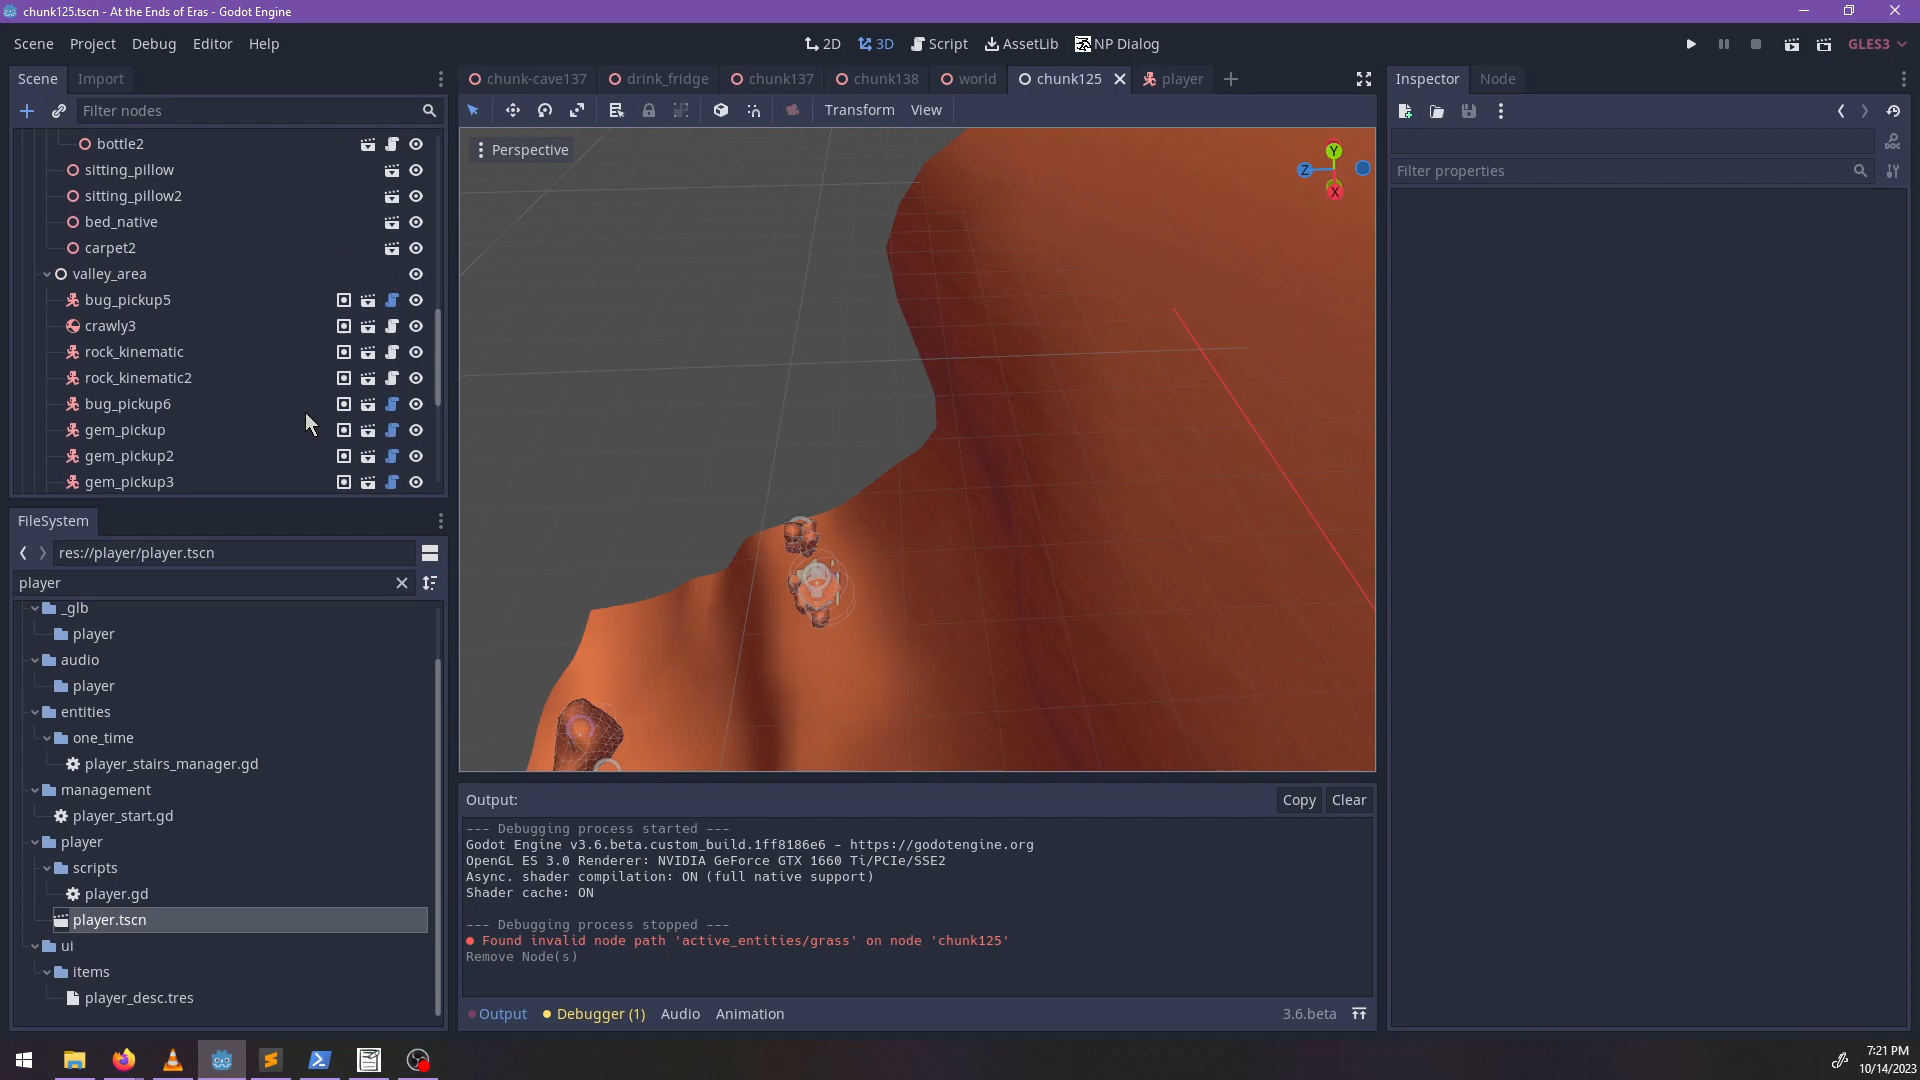 chunk125.tscn - At the Ends of Eras - Godot Engine
Scene Project Debug Editor Help
2D 3D Script AssetLib NP Dialog
GLES3
Scene Import
chunk-cave137 drink_fridge chunk137 chunk138 world chunk125 player
Inspector Node
Filter nodes
Transform View
Perspective
Y
Z
X
Filter properties
bottle2
sitting_pillow
sitting_pillow2
bed_native
carpet2
valley_area
bug_pickup5
crawly3
rock_kinematic
rock_kinematic2
bug_pickup6
gem_pickup
gem_pickup2
gem_pickup3
FileSystem
res://player/player.tscn
player
_glb
player
audio
player
entities
one_time
player_stairs_manager.gd
management
player_start.gd
player
scripts
player.gd
player.tscn
ui
items
player_desc.tres
Output:
Copy Clear
--- Debugging process started ---
Godot Engine v3.6.beta.custom_build.1ff8186e6 - https://godotengine.org
OpenGL ES 3.0 Renderer: NVIDIA GeForce GTX 1660 Ti/PCIe/SSE2
Async. shader compilation: ON (full native support)
Shader cache: ON
--- Debugging process stopped ---
Found invalid node path 'active_entities/grass' on node 'chunk125'
Remove Node(s)
Output Debugger (1) Audio Animation
3.6.beta
7:21 PM
10/14/2023